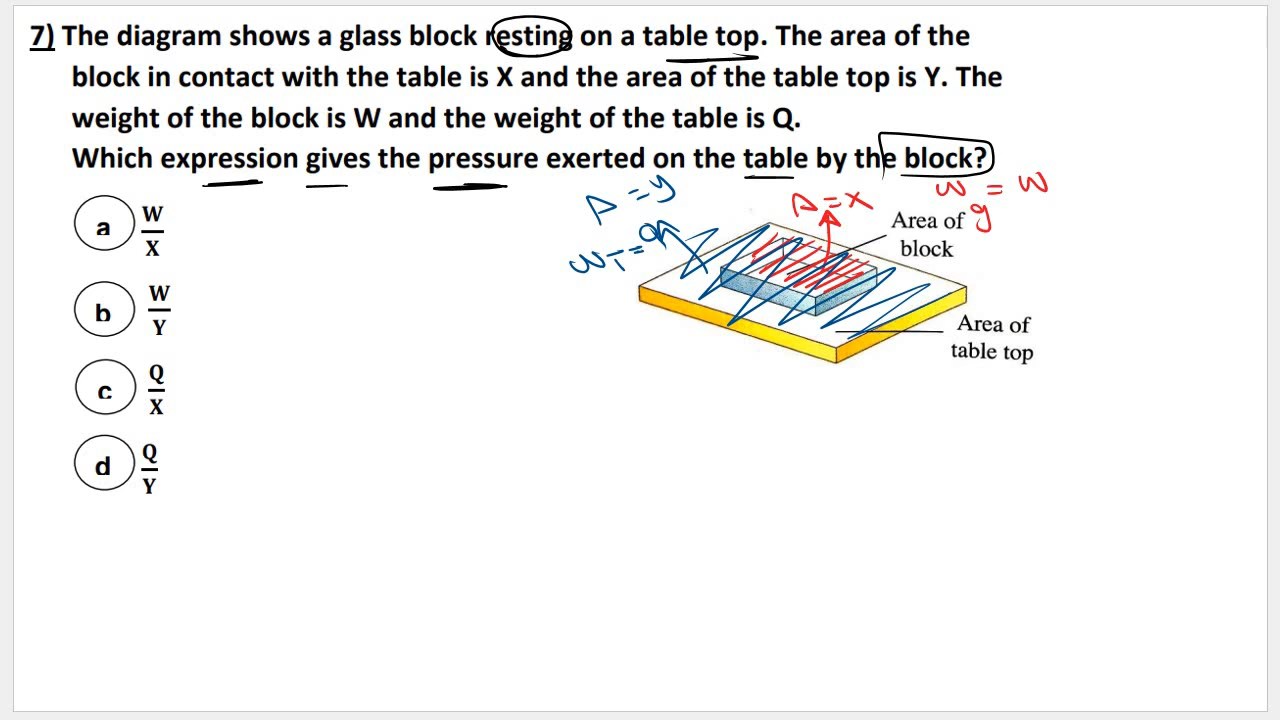 7) The diagram shows a glass block resting on a table top. The area of the
block in contact with the table is X and the area of the table top is Y. The
weight of the block is W and the weight of the table is Q.
Which expression gives the pressure exerted on the table by the block?
A = y
A = x
w g = w
a W/X
Area of
block
b W/Y
Area of
table top
c Q/X
d Q/Y